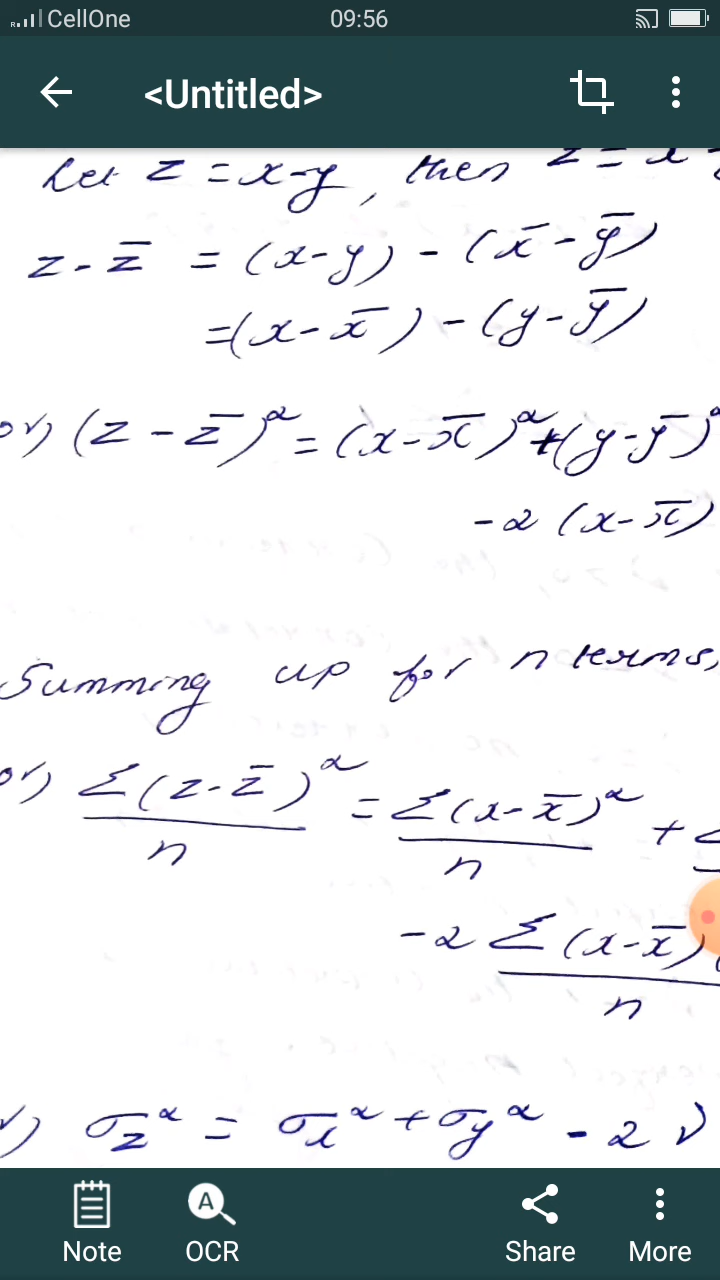 CellOne 09:56
<Untitled>
Let z = x-y, then
z - z̅ = (x-y) - (x̅ - y̅)
= (x - x̅) - (y - y̅)
or) (z - z̅)² = (x - x̅)² + (y - y̅)²
-2 (x - x̅)
Summing up for n terms,
or) Σ(z - z̅)²/n = Σ(x - x̅)²/n +
-2 Σ(x - x̅)/n
σz² = σx² + σy² - 2
Note OCR Share More